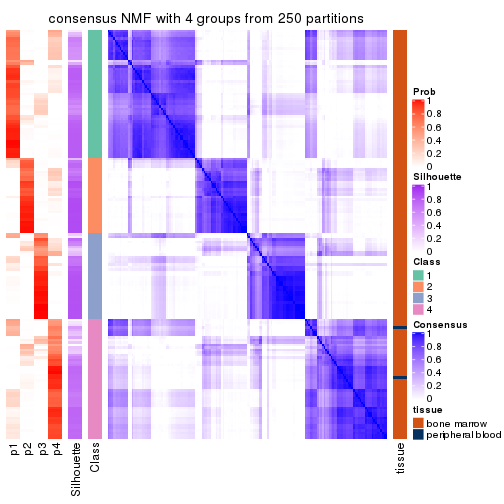 consensus NMF with 4 groups from 250 partitions
Prob
1
0.8
0.6
0.4
0.2
0
Silhouette
1
0.8
0.6
0.4
0.2
0
Class
1
2
3
4
Consensus
1
0.8
0.6
0.4
0.2
0
tissue
bone marrow
peripheral blood
p1
p2
p3
p4
Silhouette
Class
tissue